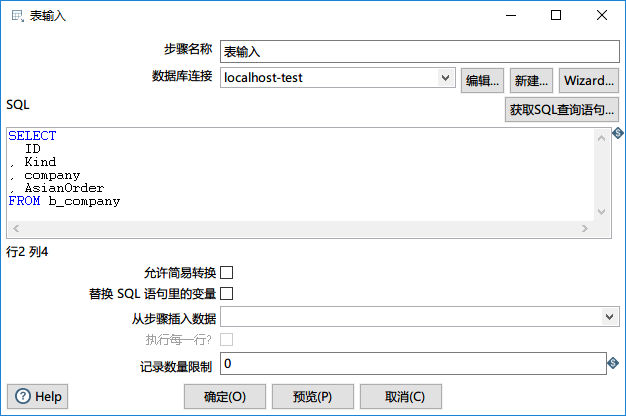 表输入
步骤名称 表输入
数据库连接 localhost-test 编辑... 新建... Wizard...
SQL 获取SQL查询语句...
SELECT
ID
, Kind
, company
, AsianOrder
FROM b_company
行2 列4
允许简易转换
替换 SQL 语句里的变量
从步骤插入数据
执行每一行?
记录数量限制 0
Help 确定(O) 预览(P) 取消(C)